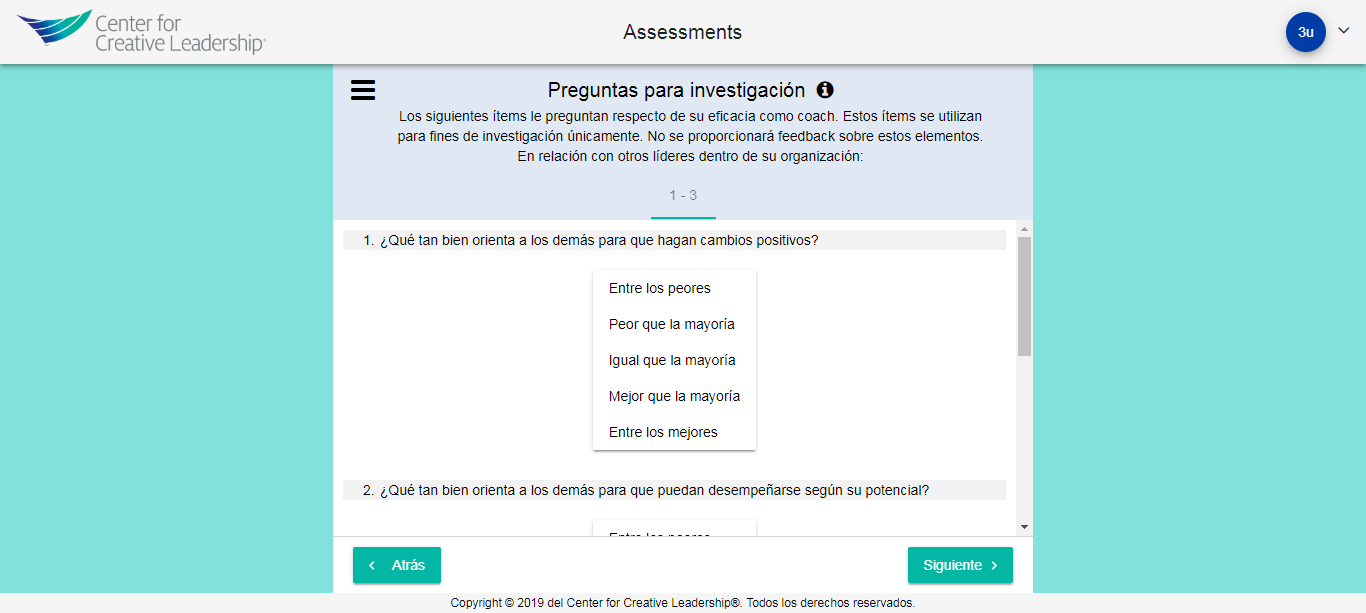 Center for
Creative Leadership®
Assessments
3u
Preguntas para investigación
Los siguientes ítems le preguntan respecto de su eficacia como coach. Estos ítems se utilizan
para fines de investigación únicamente. No se proporcionará feedback sobre estos elementos.
En relación con otros líderes dentro de su organización:
1 - 3
1. ¿Qué tan bien orienta a los demás para que hagan cambios positivos?
Entre los peores
Peor que la mayoría
Igual que la mayoría
Mejor que la mayoría
Entre los mejores
2. ¿Qué tan bien orienta a los demás para que puedan desempeñarse según su potencial?
Entre los peores
Atrás
Siguiente
Copyright © 2019 del Center for Creative Leadership®. Todos los derechos reservados.